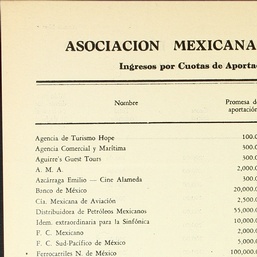 ASOCIACION MEXICANA
Ingresos por Cuotas de Aporta
Nombre
Promesa d
aportación
Agencia de Turismo Hope 100.0
Agencia Comercial y Marítima 500.0
Aguirre's Guest Tours 300.0
A. M. A. 2,000.0
Azcárraga Emilio — Cine Alameda 300.0
Banco de México 20,000.0
Cía. Mexicana de Aviación 2,500.0
Distribuidora de Petróleos Mexicanos 55,000.0
Idem. extraordinaria para la Sinfónica 10,000.0
F. C. Mexicano 2,000.0
F. C. Sud-Pacífico de México 5,000.0
Ferrocarriles N. de México 100,000.0